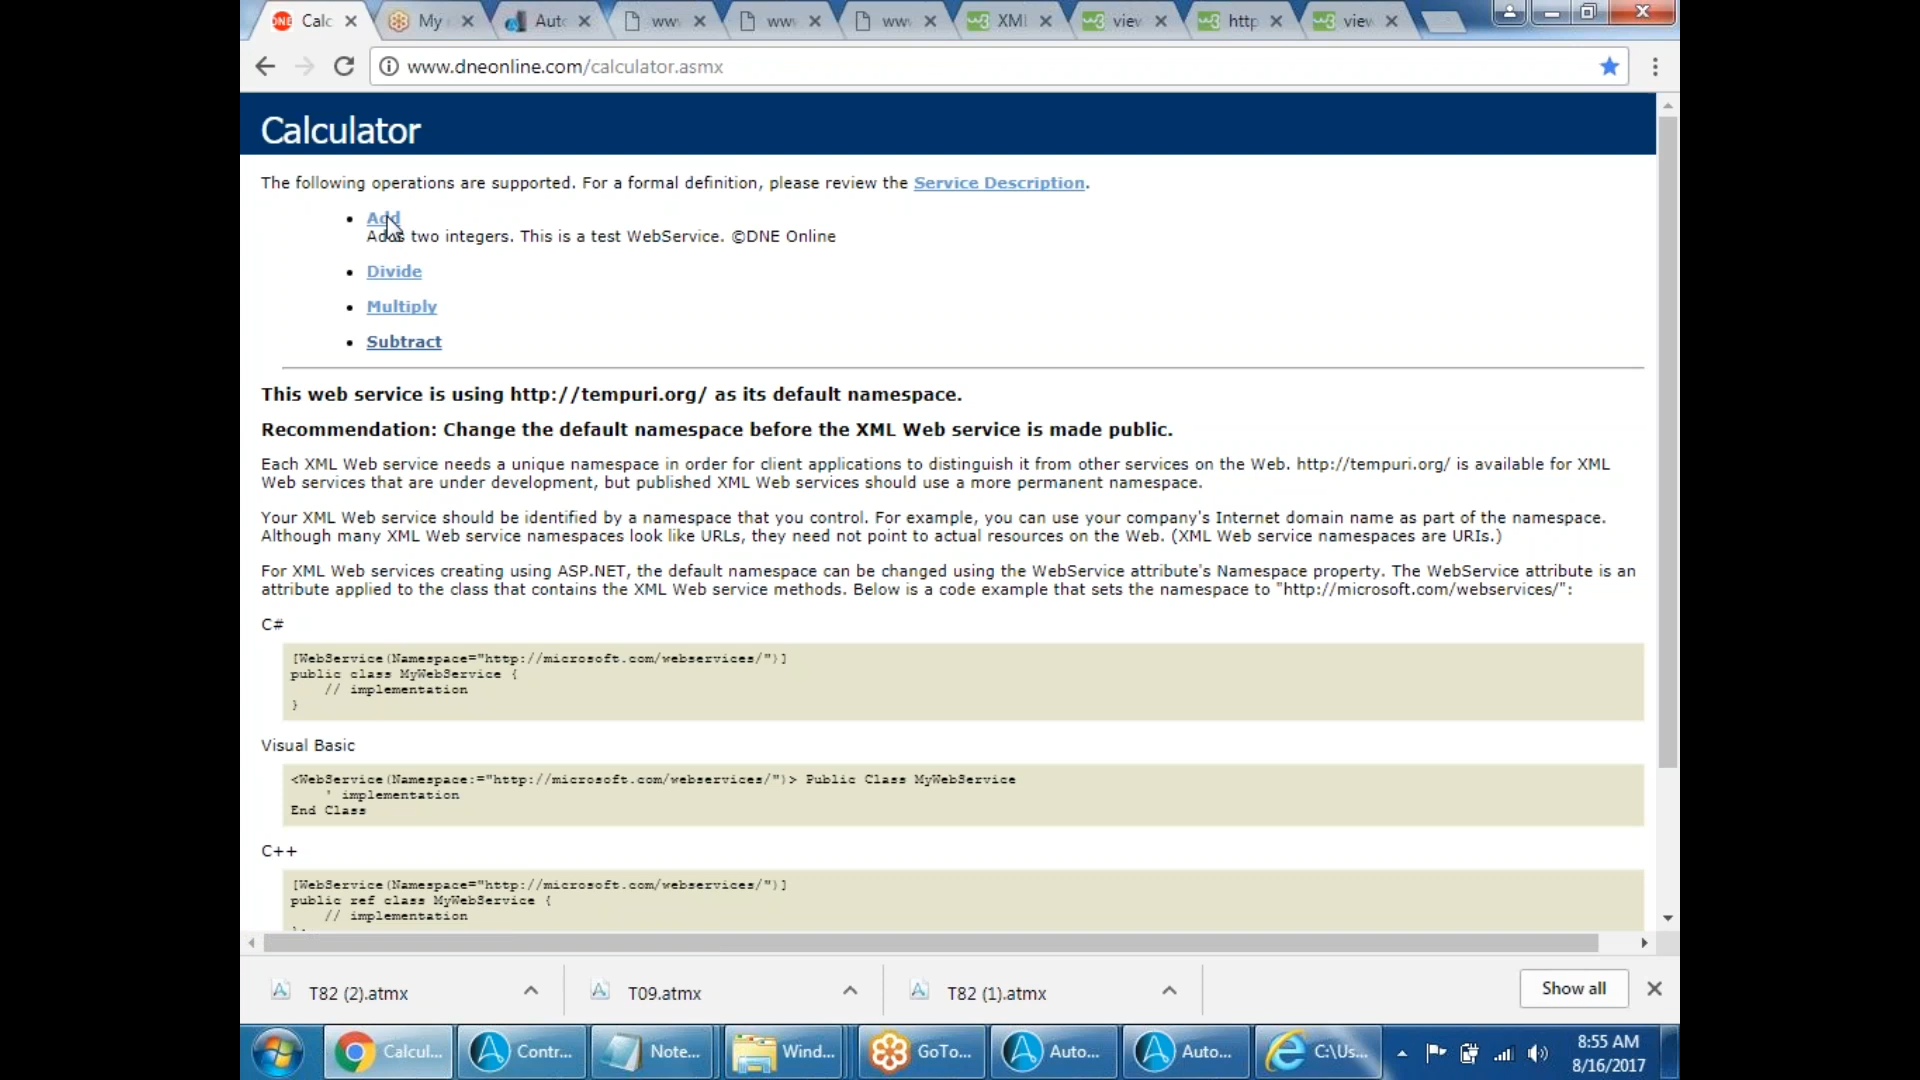 Calc
My
Auto
www
www
www
XML
view
http
view
www.dneonline.com/calculator.asmx
Calculator
The following operations are supported. For a formal definition, please review the Service Description.
Add
Adds two integers. This is a test WebService. ©DNE Online
Divide
Multiply
Subtract
This web service is using http://tempuri.org/ as its default namespace.
Recommendation: Change the default namespace before the XML Web service is made public.
Each XML Web service needs a unique namespace in order for client applications to distinguish it from other services on the Web. http://tempuri.org/ is available for XML
Web services that are under development, but published XML Web services should use a more permanent namespace.
Your XML Web service should be identified by a namespace that you control. For example, you can use your company's Internet domain name as part of the namespace.
Although many XML Web service namespaces look like URLs, they need not point to actual resources on the Web. (XML Web service namespaces are URIs.)
For XML Web services creating using ASP.NET, the default namespace can be changed using the WebService attribute's Namespace property. The WebService attribute is an
attribute applied to the class that contains the XML Web service methods. Below is a code example that sets the namespace to "http://microsoft.com/webservices/":
C#
[WebService(Namespace="http://microsoft.com/webservices/")]
public class MyWebService {
// implementation
}
Visual Basic
<WebService(Namespace:="http://microsoft.com/webservices/")> Public Class MyWebService
' implementation
End Class
C++
[WebService(Namespace="http://microsoft.com/webservices/")]
public ref class MyWebService {
// implementation
T82 (2).atmx
T09.atmx
T82 (1).atmx
Show all
Calcul...
Contr...
Note...
Wind...
GoTo...
Auto...
Auto...
C:\Us...
8:55 AM
8/16/2017